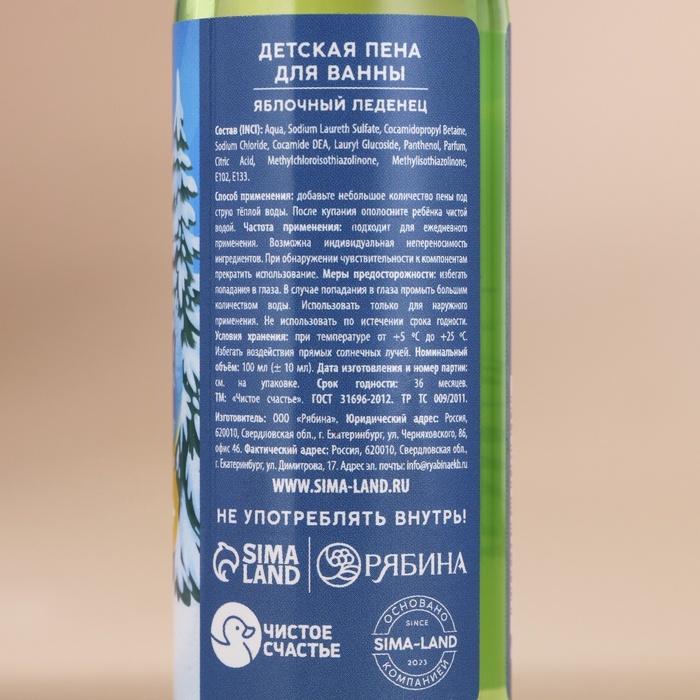 ДЕТСКАЯ ПЕНА
ДЛЯ ВАННЫ
ЯБЛОЧНЫЙ ЛЕДЕНЕЦ
Состав (INCI): Aqua, Sodium Laureth Sulfate, Cocamidopropyl Betaine,
Sodium Chloride, Cocamide DEA, Lauryl Glucoside, Panthenol, Parfum,
Citric Acid, Methylchloroisothiazolinone, Methylisothiazolinone,
E102, E133.
Способ применения: добавьте небольшое количество пены под
струю тёплой воды. После купания ополосните ребёнка чистой
водой. Частота применения: подходит для ежедневного
применения. Возможна индивидуальная непереносимость
ингредиентов. При обнаружении чувствительности к компонентам
прекратить использование. Меры предосторожности: избегать
попадания в глаза. В случае попадания в глаза промыть большим
количеством воды. Использовать только для наружного
применения. Не использовать по истечении срока годности.
Условия хранения: при температуре от +5 °С до +25 °С.
Избегать воздействия прямых солнечных лучей. Номинальный
объём: 100 мл (± 10 мл). Дата изготовления и номер партии:
см. на упаковке. Срок годности: 36 месяцев.
ТМ: «Чистое счастье». ГОСТ 31696-2012. ТР ТС 009/2011.
Изготовитель: ООО «Рябина». Юридический адрес: Россия,
620010, Свердловская обл., г. Екатеринбург, ул. Черняховского, 86,
офис 46. Фактический адрес: Россия, 620010, Свердловская обл.,
г. Екатеринбург, ул. Димитрова, 17. Адрес эл. почты: info@ryabinaekb.ru
WWW.SIMA-LAND.RU
НЕ УПОТРЕБЛЯТЬ ВНУТРЬ!
SIMA
LAND
РЯБИНА
ЧИСТОЕ
СЧАСТЬЕ
ОСНОВАНО
SINCE
SIMA-LAND
2023
КОМПАНИЕЙ